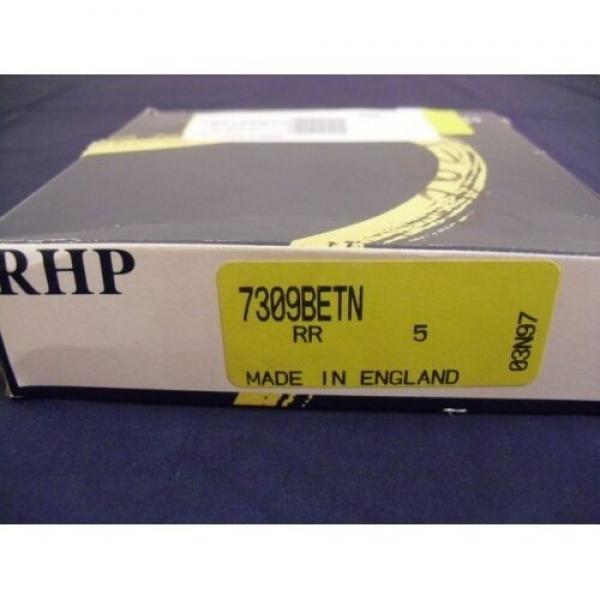 RHP
7309BETN
RR 5
MADE IN ENGLAND
03N97